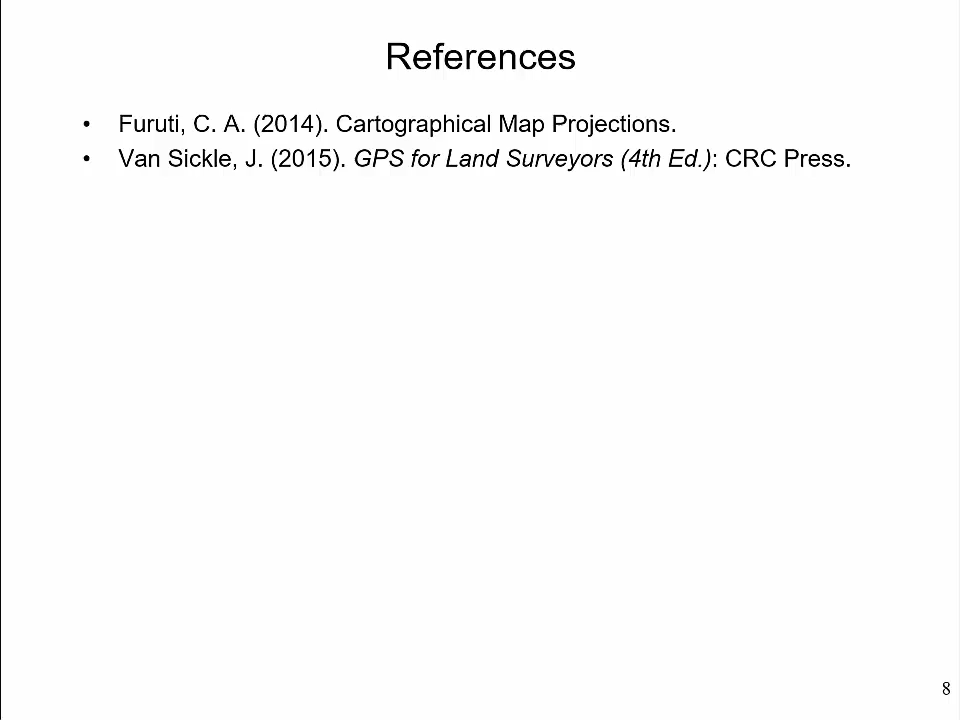 References
• Furuti, C. A. (2014). Cartographical Map Projections.
• Van Sickle, J. (2015). GPS for Land Surveyors (4th Ed.): CRC Press.
8